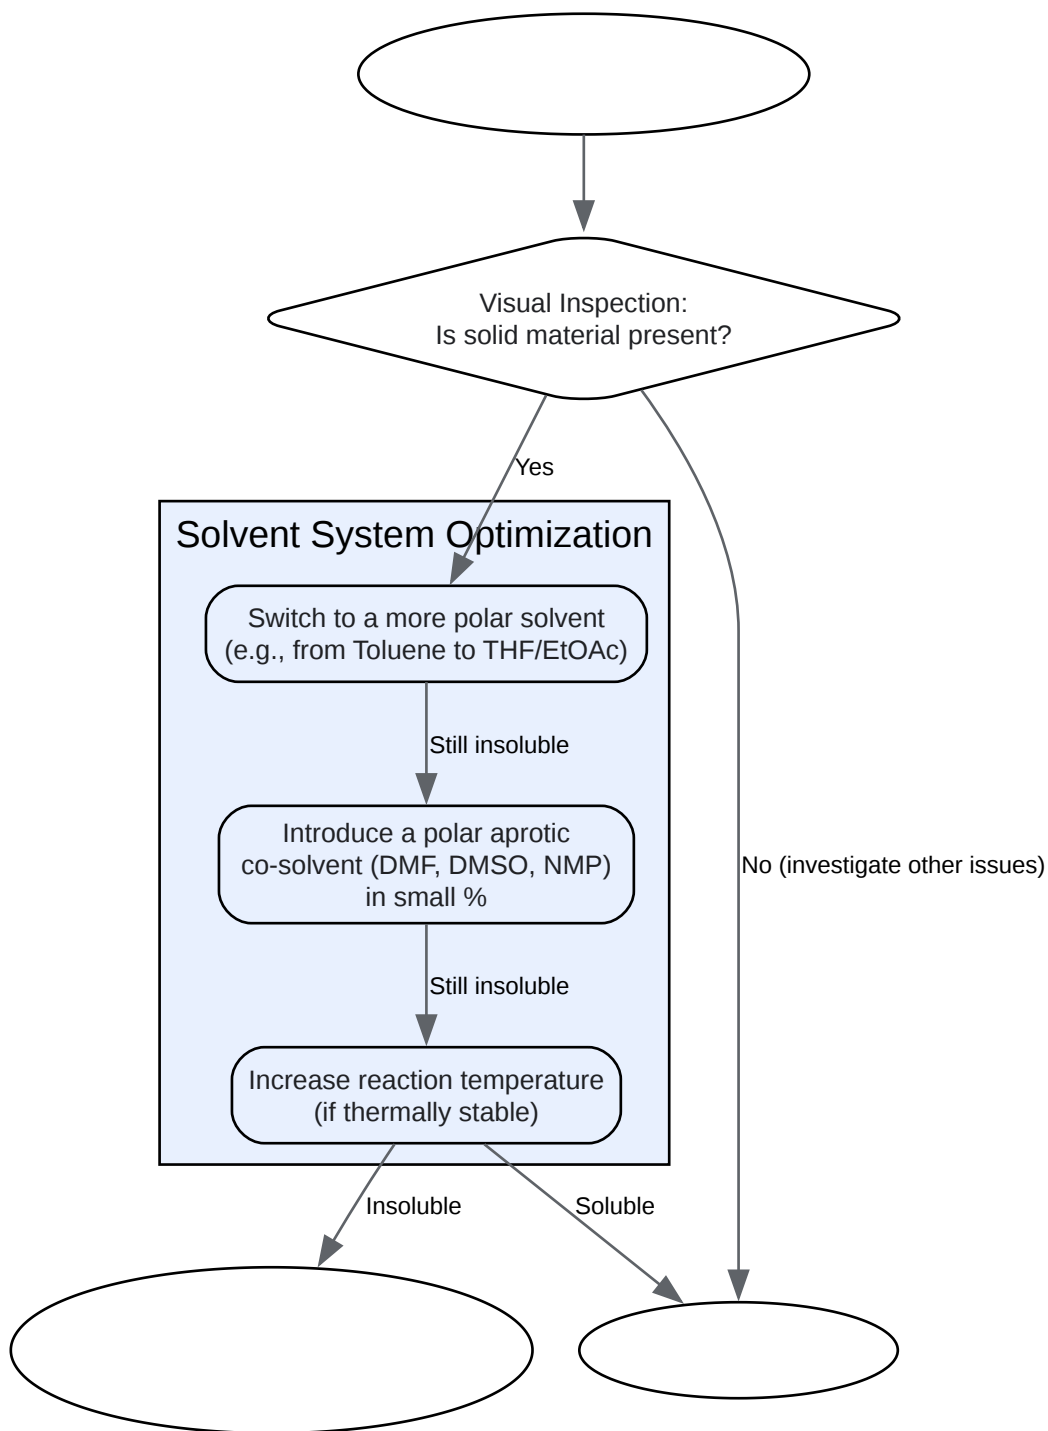 Visual Inspection:
Is solid material present?
Yes
Solvent System Optimization
Switch to a more polar solvent
(e.g., from Toluene to THF/EtOAc)
Still insoluble
Introduce a polar aprotic
co-solvent (DMF, DMSO, NMP)
in small %
No (investigate other issues)
Still insoluble
Increase reaction temperature
(if thermally stable)
Insoluble
Soluble